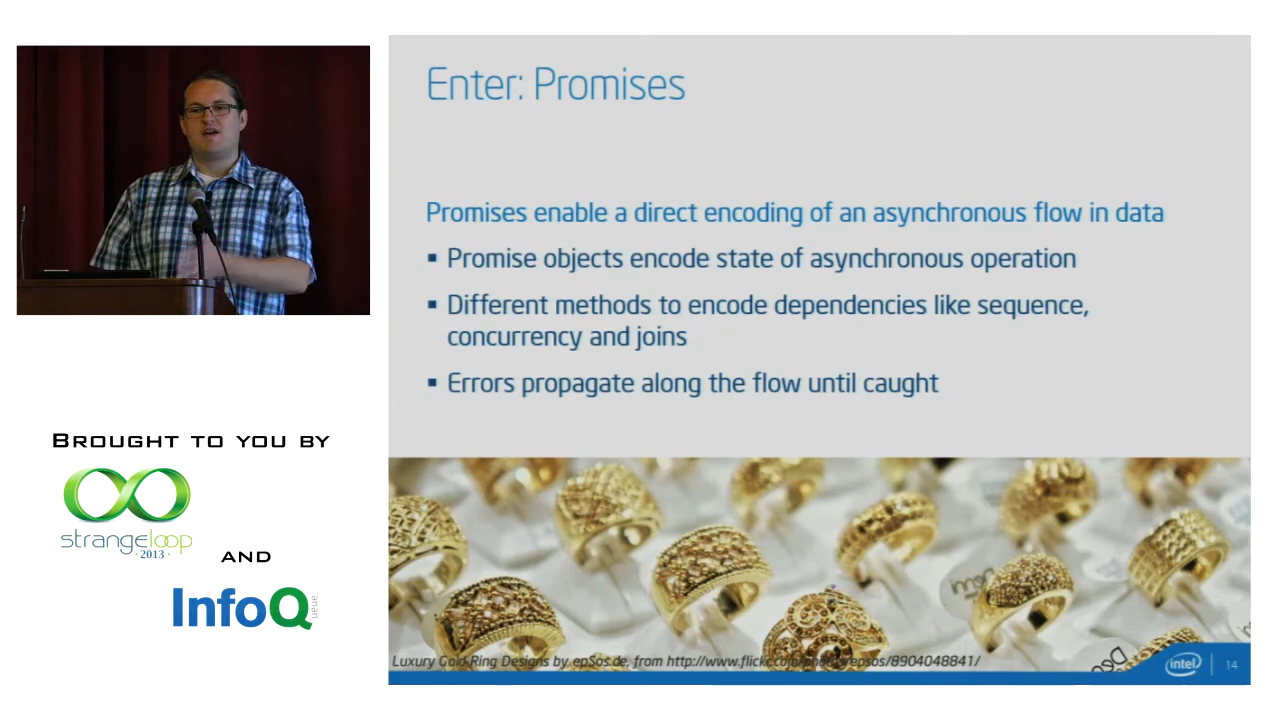 Enter: Promises
Promises enable a direct encoding of an asynchronous flow in data
▪ Promise objects encode state of asynchronous operation
▪ Different methods to encode dependencies like sequence,
concurrency and joins
▪ Errors propagate along the flow until caught
Luxury Gold Ring Designs by epSos.de, from http://www.flickr.com/photos/epsos/8904048841/
intel
14
BROUGHT TO YOU BY
strangeloop
· 2013 ·
AND
InfoQ